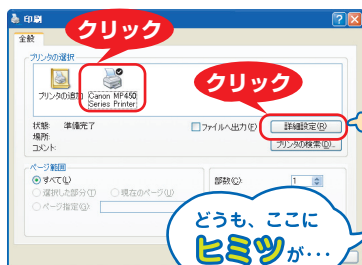 印刷
クリック
全般
プリンタの選択
プリンタの追加
Canon MP450
Series Printer
クリック
状態: 準備完了
場所:
コメント:
ファイルへ出力(F)
詳細設定(R)
プリンタの検索(D)...
ページ範囲
すべて(L)
選択した部分(T)
現在のページ(U)
ページ指定(G):
部数(C):
1
どうも、ここに
ヒミツが・・・